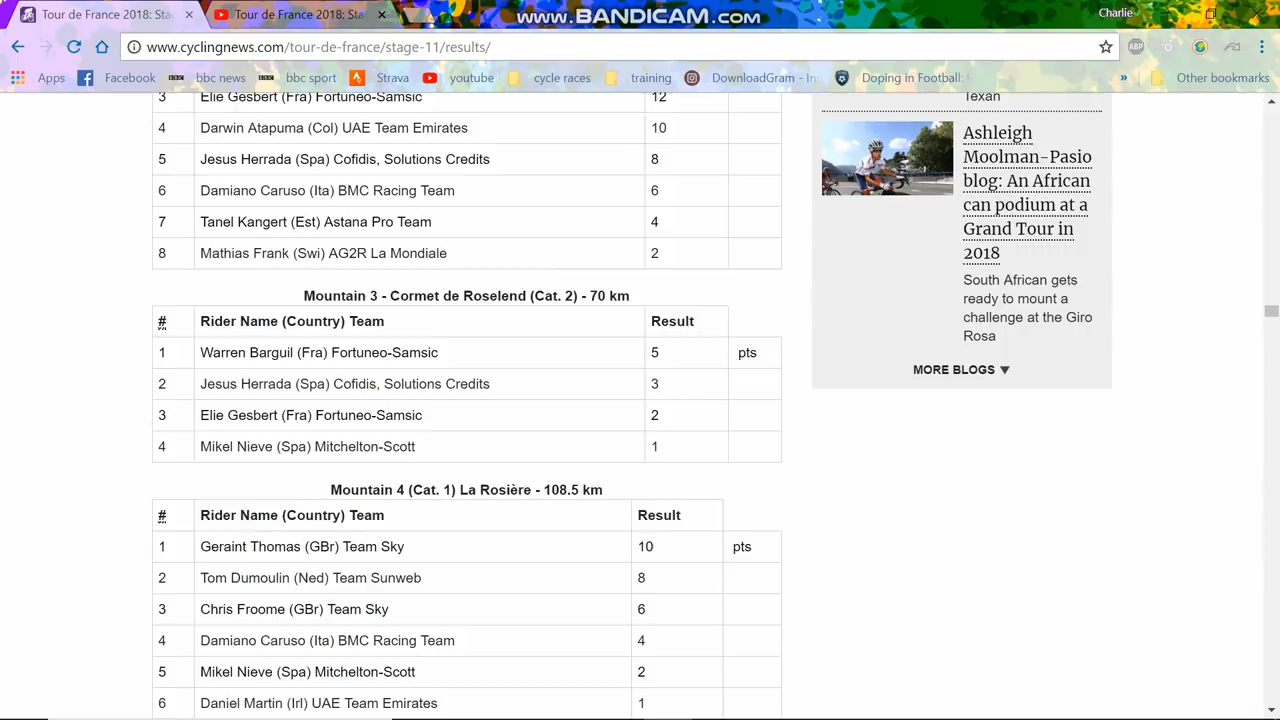 Tour de France 2018: Stag
Tour de France 2018: Stag
www.BANDICAM.com
Charlie
www.cyclingnews.com/tour-de-france/stage-11/results/
ABP
Apps
Facebook
bbc news
bbc sport
Strava
youtube
cycle races
training
DownloadGram - In
Doping in Football:
»
Other bookmarks
3 Elie Gesbert (Fra) Fortuneo-Samsic 12
4 Darwin Atapuma (Col) UAE Team Emirates 10
5 Jesus Herrada (Spa) Cofidis, Solutions Credits 8
6 Damiano Caruso (Ita) BMC Racing Team 6
7 Tanel Kangert (Est) Astana Pro Team 4
8 Mathias Frank (Swi) AG2R La Mondiale 2
Mountain 3 - Cormet de Roselend (Cat. 2) - 70 km
# Rider Name (Country) Team Result
1 Warren Barguil (Fra) Fortuneo-Samsic 5 pts
2 Jesus Herrada (Spa) Cofidis, Solutions Credits 3
3 Elie Gesbert (Fra) Fortuneo-Samsic 2
4 Mikel Nieve (Spa) Mitchelton-Scott 1
Mountain 4 (Cat. 1) La Rosière - 108.5 km
# Rider Name (Country) Team Result
1 Geraint Thomas (GBr) Team Sky 10 pts
2 Tom Dumoulin (Ned) Team Sunweb 8
3 Chris Froome (GBr) Team Sky 6
4 Damiano Caruso (Ita) BMC Racing Team 4
5 Mikel Nieve (Spa) Mitchelton-Scott 2
6 Daniel Martin (Irl) UAE Team Emirates 1
Texan
Ashleigh
Moolman-Pasio
blog: An African
can podium at a
Grand Tour in
2018
South African gets
ready to mount a
challenge at the Giro
Rosa
MORE BLOGS